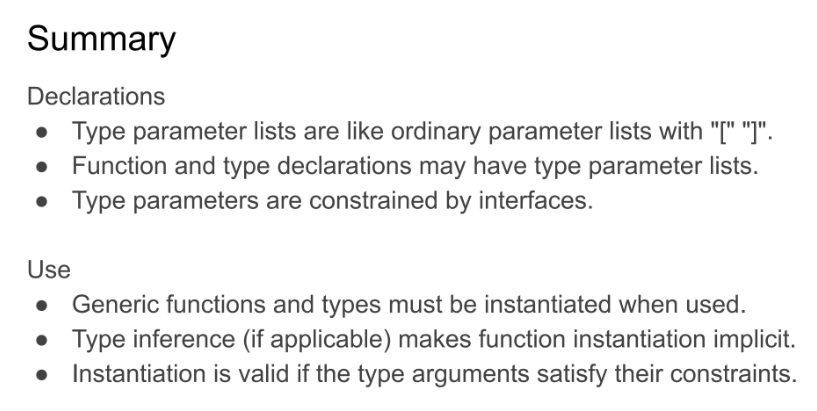 Summary
Declarations
● Type parameter lists are like ordinary parameter lists with "[" "]".
● Function and type declarations may have type parameter lists.
● Type parameters are constrained by interfaces.
Use
● Generic functions and types must be instantiated when used.
● Type inference (if applicable) makes function instantiation implicit.
● Instantiation is valid if the type arguments satisfy their constraints.